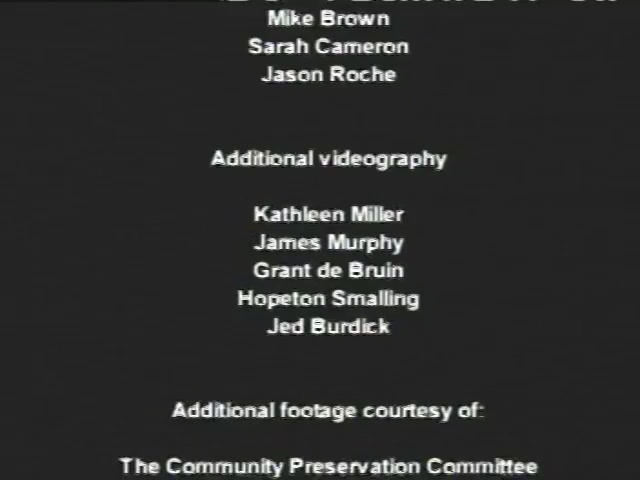 Mike Brown
Sarah Cameron
Jason Roche
Additional videography
Kathleen Miller
James Murphy
Grant de Bruin
Hopeton Smalling
Jed Burdick
Additional footage courtesy of:
The Community Preservation Committee